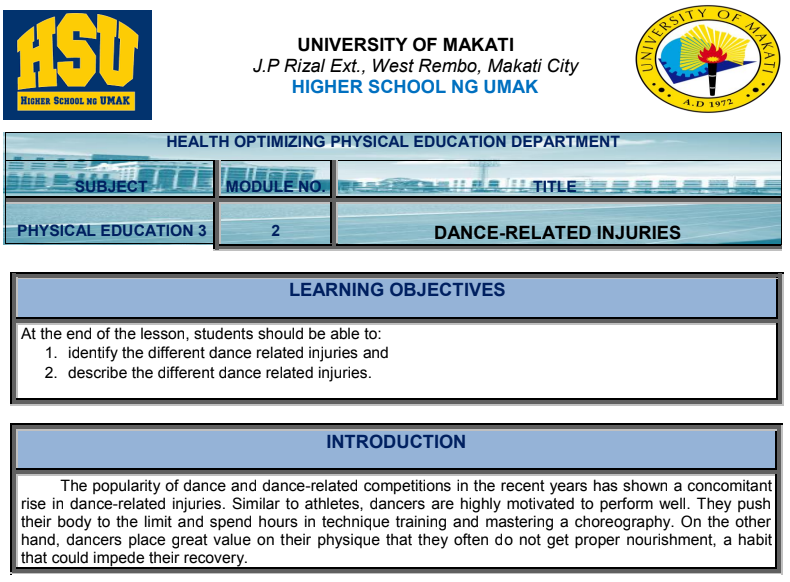 HSU
HIGHER SCHOOL NG UMAK
UNIVERSITY OF MAKATI
J.P Rizal Ext., West Rembo, Makati City
HIGHER SCHOOL NG UMAK
UNIVERSITY OF MAKATI
A.D 1972
HEALTH OPTIMIZING PHYSICAL EDUCATION DEPARTMENT
SUBJECT MODULE NO. TITLE
PHYSICAL EDUCATION 3 2 DANCE-RELATED INJURIES
LEARNING OBJECTIVES
At the end of the lesson, students should be able to:
1. identify the different dance related injuries and
2. describe the different dance related injuries.
INTRODUCTION
The popularity of dance and dance-related competitions in the recent years has shown a concomitant
rise in dance-related injuries. Similar to athletes, dancers are highly motivated to perform well. They push
their body to the limit and spend hours in technique training and mastering a choreography. On the other
hand, dancers place great value on their physique that they often do not get proper nourishment, a habit
that could impede their recovery.